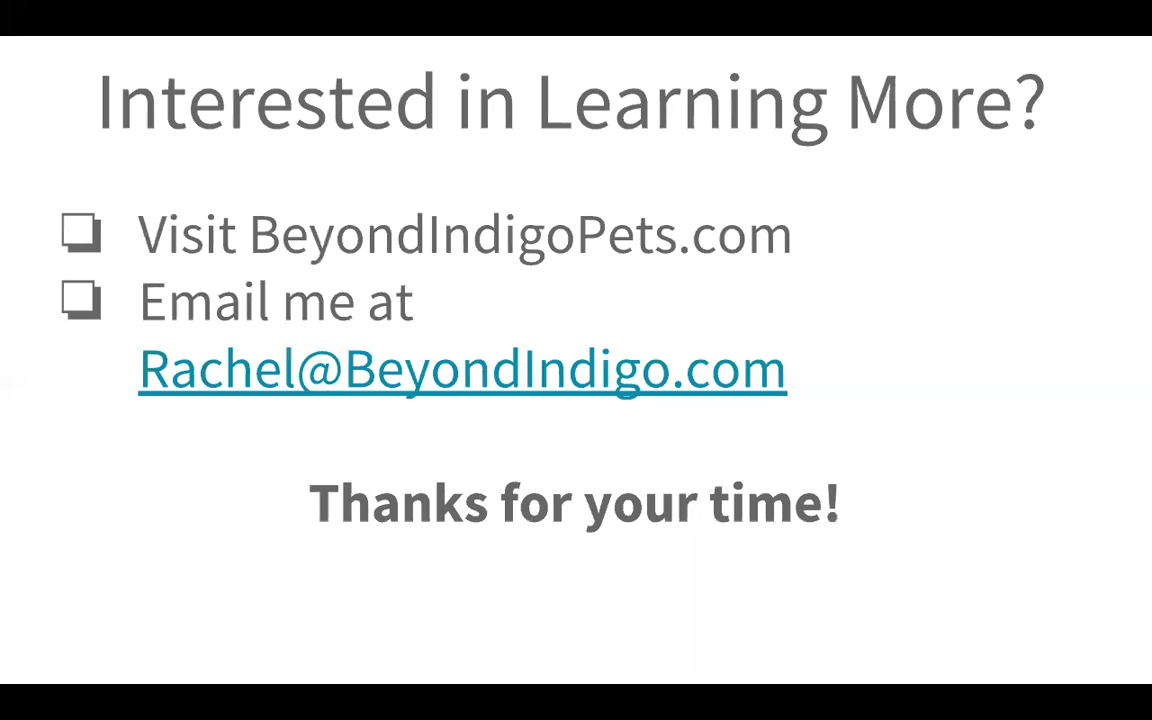 Interested in Learning More?
❏ Visit BeyondIndigoPets.com
❏ Email me at
Rachel@BeyondIndigo.com
Thanks for your time!